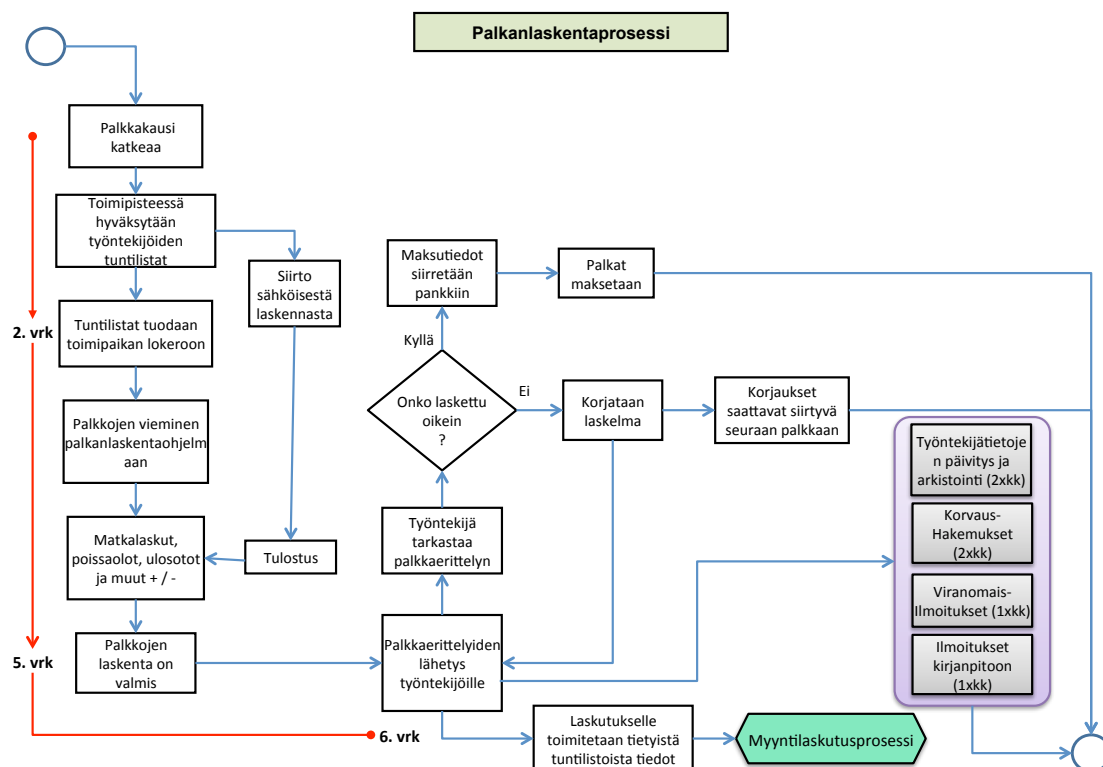 Palkanlaskentaprosessi
Palkkakausi
katkeaa
Toimipisteessä
hyväksytään
työntekijöiden
tuntilistat
Siirto
sähköisestä
laskennasta
2. vrk
Tuntilistat tuodaan
toimipaikan lokeroon
Palkkojen vieminen
palkanlaskentaohjelm
aan
Matkalaskut,
poissaolot, ulosotot
ja muut + / -
Tulostus
5. vrk
Palkkojen
laskenta on
valmis
6. vrk
Maksutiedot
siirretään
pankkiin
Palkat
maksetaan
Kyllä
Onko laskettu
oikein
?
Ei
Korjataan
laskelma
Korjaukset
saattavat siirtyvä
seuraan palkkaan
Työntekijä
tarkastaa
palkkaerittelyn
Palkkaerittelyiden
lähetys
työntekijöille
Laskutukselle
toimitetaan tietyistä
tuntilistoista tiedot
Myyntilaskutusprosessi
Työntekijätietoje
n päivitys ja
arkistointi (2xkk)
Korvaus-
Hakemukset
(2xkk)
Viranomais-
Ilmoitukset (1xkk)
Ilmoitukset
kirjanpitoon
(1xkk)